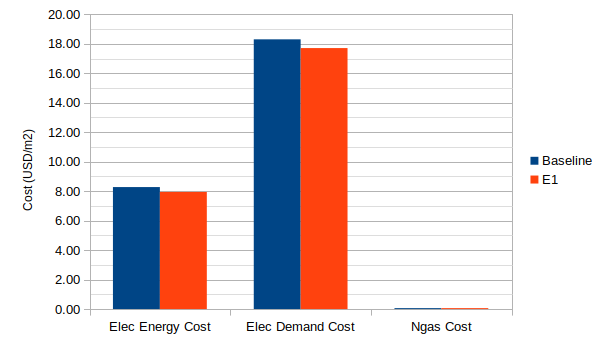 20.00
18.00
16.00
14.00
12.00
10.00
8.00
6.00
4.00
2.00
0.00
Cost (USD/m2)
Elec Energy Cost
Elec Demand Cost
Ngas Cost
Baseline
E1